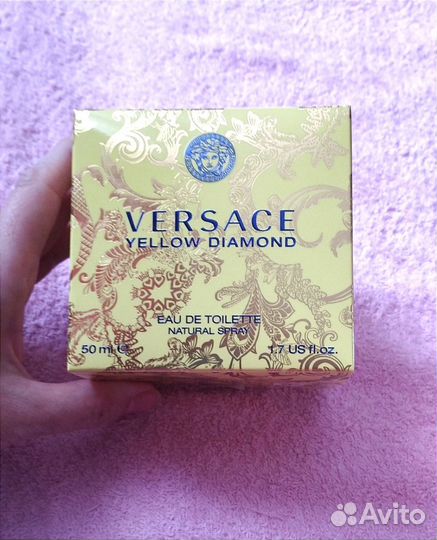 VERSACE
YELLOW DIAMOND
EAU DE TOILETTE
NATURAL SPRAY
50 ml ℮ 1.7 US fl.oz.
Avito